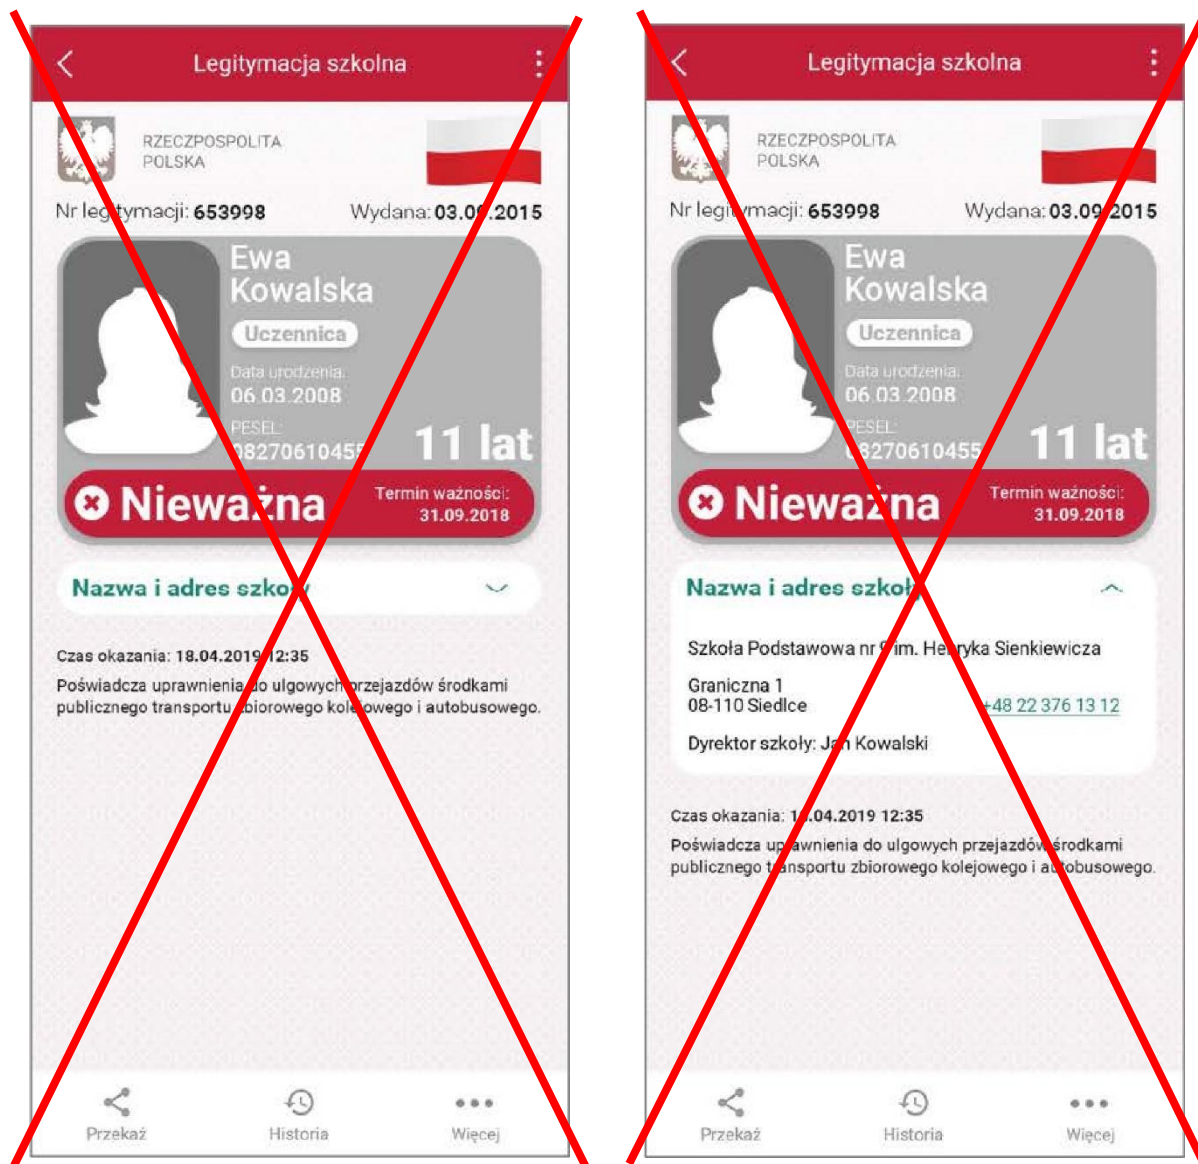 Legitymacja szkolna
RZECZPOSPOLITA
POLSKA
Nr legitymacji: 653998 Wydana: 03.09.2015
Ewa
Kowalska
Uczennica
Data urodzenia:
06.03.2008
PESEL:
08270610455
11 lat
Nieważna
Termin ważności:
31.09.2018
Nazwa i adres szkoły
Czas okazania: 18.04.2019 12:35
Poświadcza uprawnienia do ulgowych przejazdów środkami
publicznego transportu zbiorowego kolejowego i autobusowego.
Przekaż Historia Więcej
Legitymacja szkolna
RZECZPOSPOLITA
POLSKA
Nr legitymacji: 653998 Wydana: 03.09.2015
Ewa
Kowalska
Uczennica
Data urodzenia:
06.03.2008
PESEL:
08270610455
11 lat
Nieważna
Termin ważności:
31.09.2018
Nazwa i adres szkoły
Szkoła Podstawowa nr 9 im. Henryka Sienkiewicza
Graniczna 1
08-110 Siedlce +48 22 376 13 12
Dyrektor szkoły: Jan Kowalski
Czas okazania: 18.04.2019 12:35
Poświadcza uprawnienia do ulgowych przejazdów środkami
publicznego transportu zbiorowego kolejowego i autobusowego.
Przekaż Historia Więcej